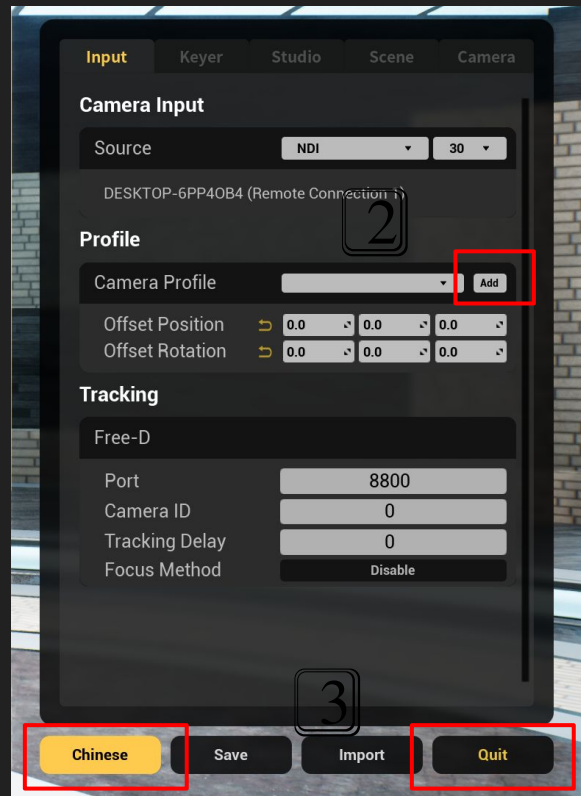 Input Keyer Studio Scene Camera
Camera Input
Source NDI 30
DESKTOP-6PP4OB4 (Remote Connection 1)
2
Profile
Camera Profile Add
Offset Position 0.0 0.0 0.0
Offset Rotation 0.0 0.0 0.0
Tracking
Free-D
Port 8800
Camera ID 0
Tracking Delay 0
Focus Method Disable
3
Chinese Save Import Quit